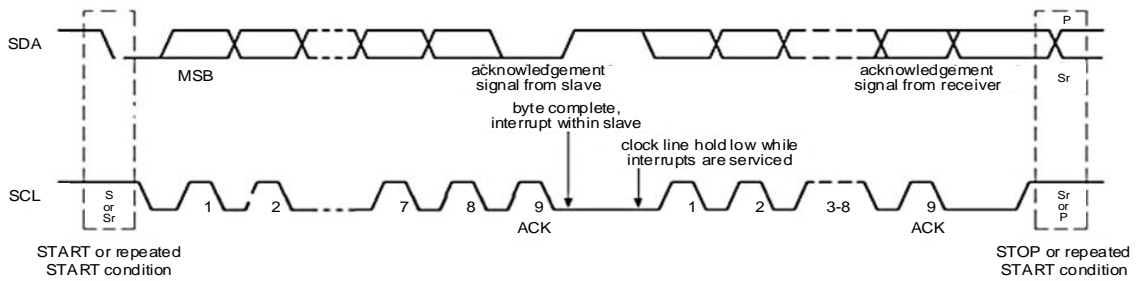 P
SDA
MSB
acknowledgement
signal from slave
acknowledgement
signal from receiver
Sr
byte complete,
interrupt within slave
clock line hold low while
interrupts are serviced
SCL
S
or
Sr
1
2
7
8
9
1
2
3-8
9
Sr
or
P
ACK
ACK
START or repeated
START condition
STOP or repeated
START condition